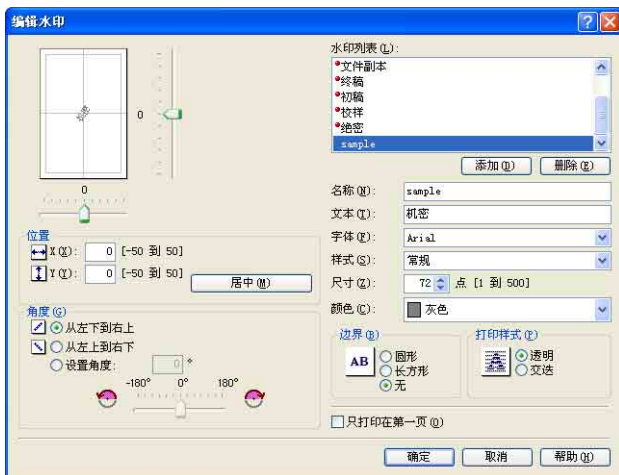 编辑水印
机密
0
0
位置
X(X): 0 [-50 到 50]
Y(Y): 0 [-50 到 50]
居中(M)
角度(G)
从左下到右上
从左上到右下
设置角度: 0 °
-180° 0° 180°
水印列表(L):
文件副本
终稿
初稿
校样
绝密
sample
添加(D) 删除(E)
名称(N): sample
文本(T): 机密
字体(F): Arial
样式(S): 常规
尺寸(Z): 72 点 [1 到 500]
颜色(C): 灰色
边界(B)
AB
圆形
长方形
无
打印样式(P)
透明
交迭
只打印在第一页(O)
确定 取消 帮助(H)